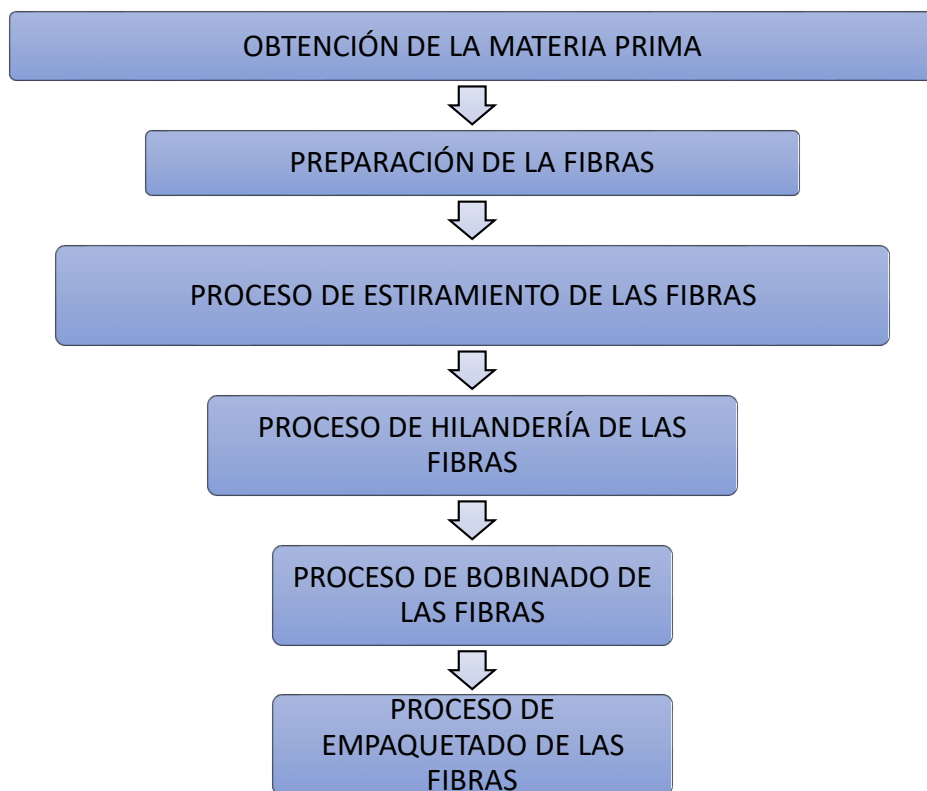 OBTENCIÓN DE LA MATERIA PRIMA
PREPARACIÓN DE LA FIBRAS
PROCESO DE ESTIRAMIENTO DE LAS FIBRAS
PROCESO DE HILANDERÍA DE LAS
FIBRAS
PROCESO DE BOBINADO DE
LAS FIBRAS
PROCESO DE
EMPAQUETADO DE LAS
FIBRAS